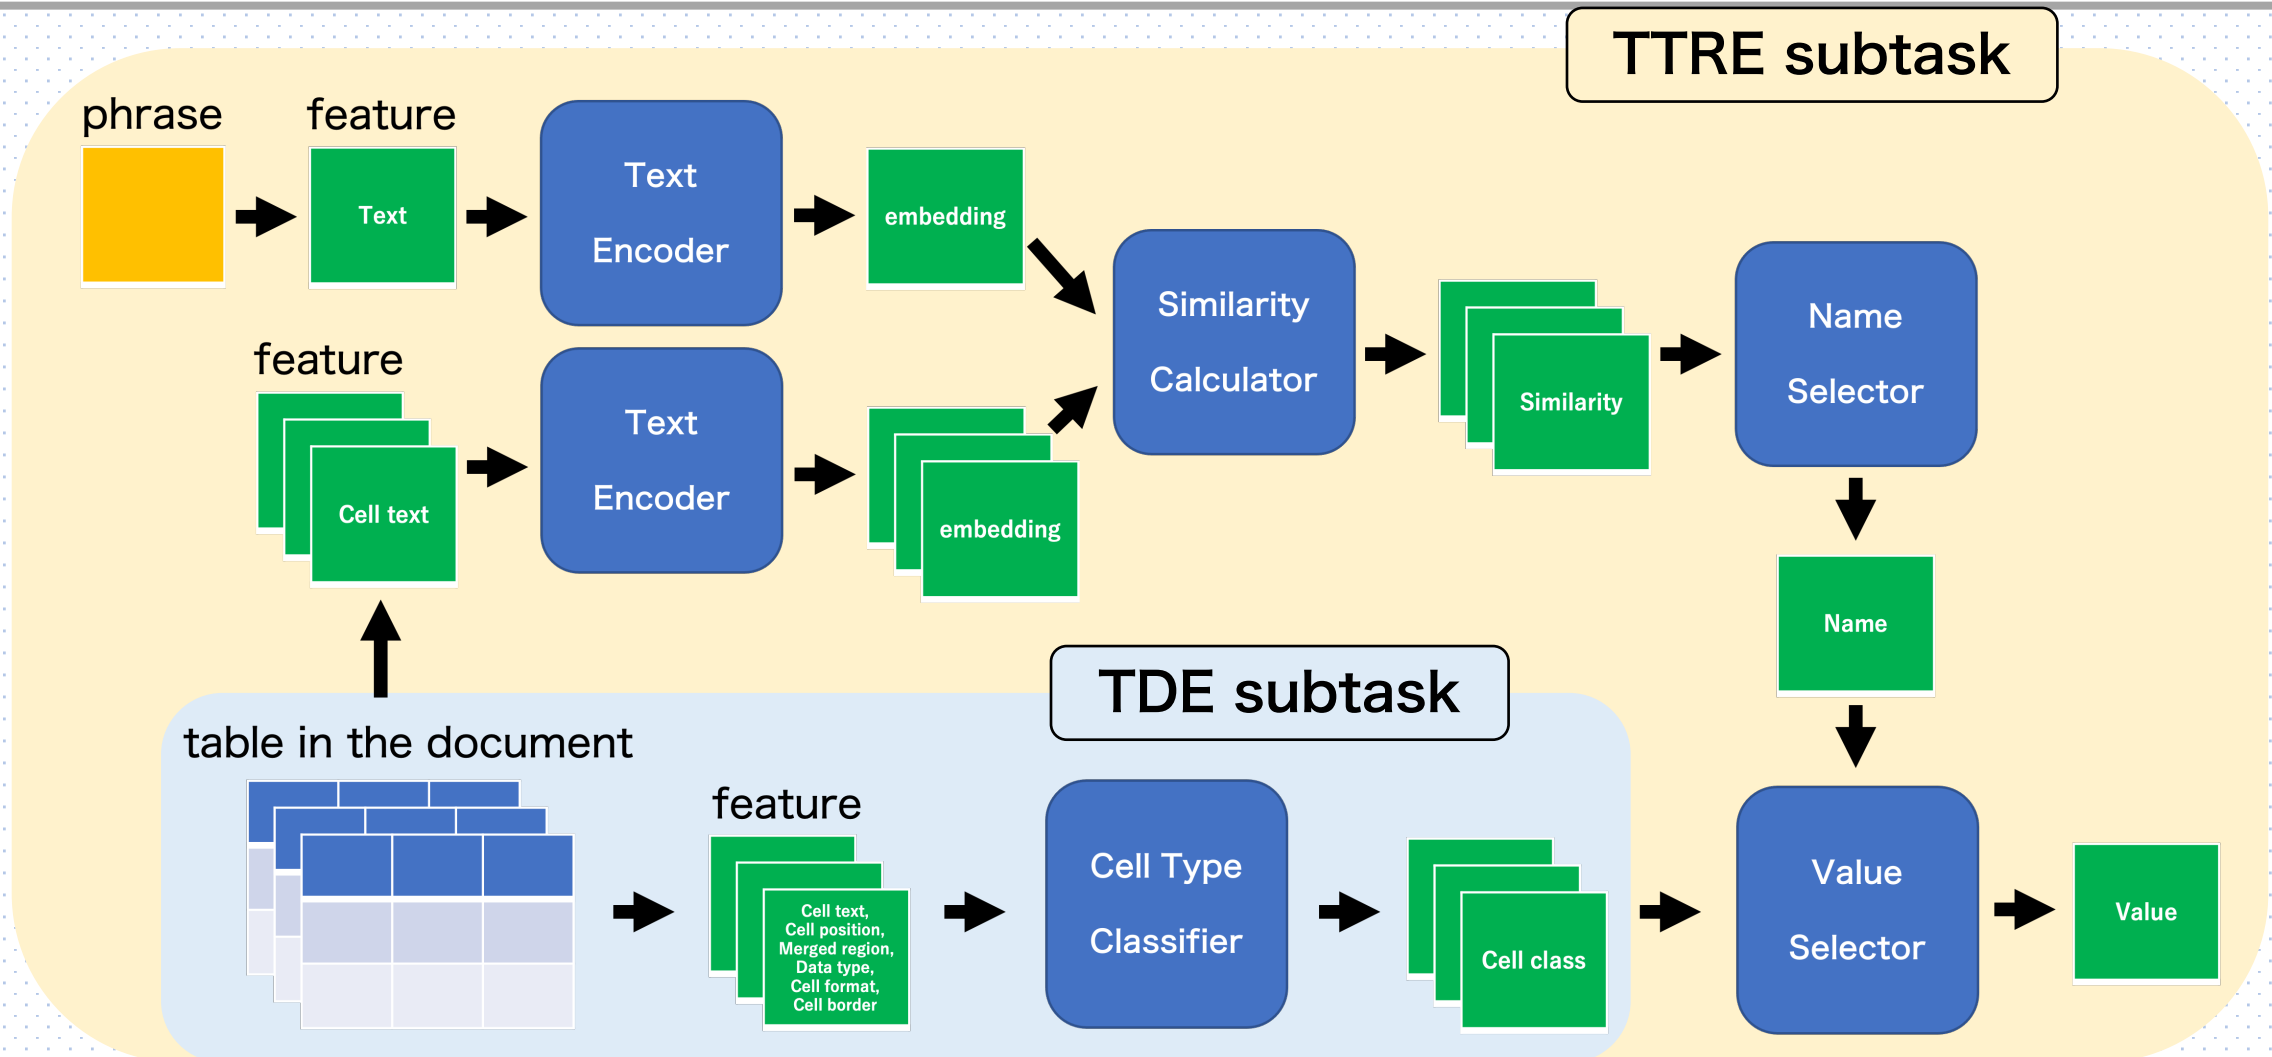 TTRE subtask
phrase
feature
Text
Text
Encoder
embedding
feature
Cell text
Text
Encoder
embedding
Similarity
Calculator
Similarity
Name
Selector
Name
TDE subtask
table in the document
feature
Cell text,
Cell position,
Merged region,
Data type,
Cell format,
Cell border
Cell Type
Classifier
Cell class
Value
Selector
Value